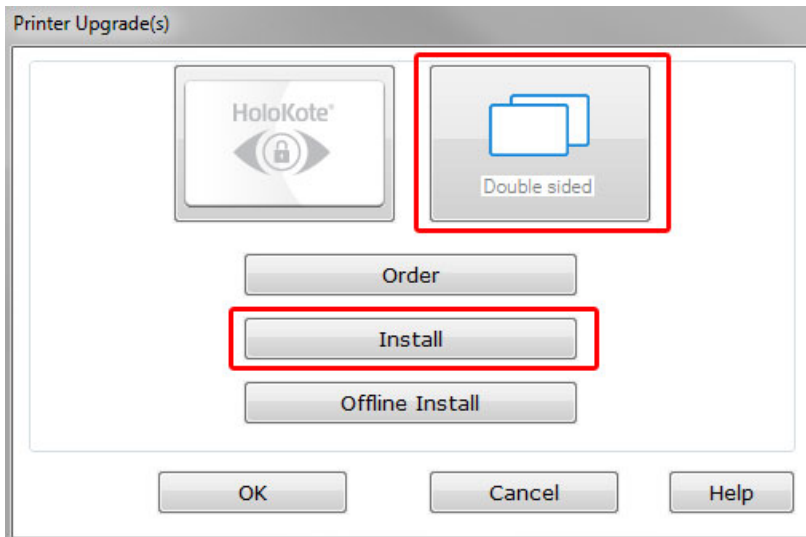 Printer Upgrade(s)
HoloKote®
Double sided
Order
Install
Offline Install
OK
Cancel
Help